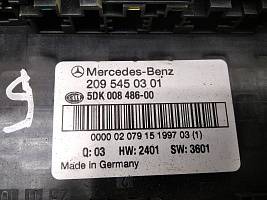 Mercedes-Benz
209 545 03 01
HELLA
5DK 008 486-00
0000 02 079 15 1997 03 (1)
Q: 03 HW: 2401 SW: 3601
Made in Germany